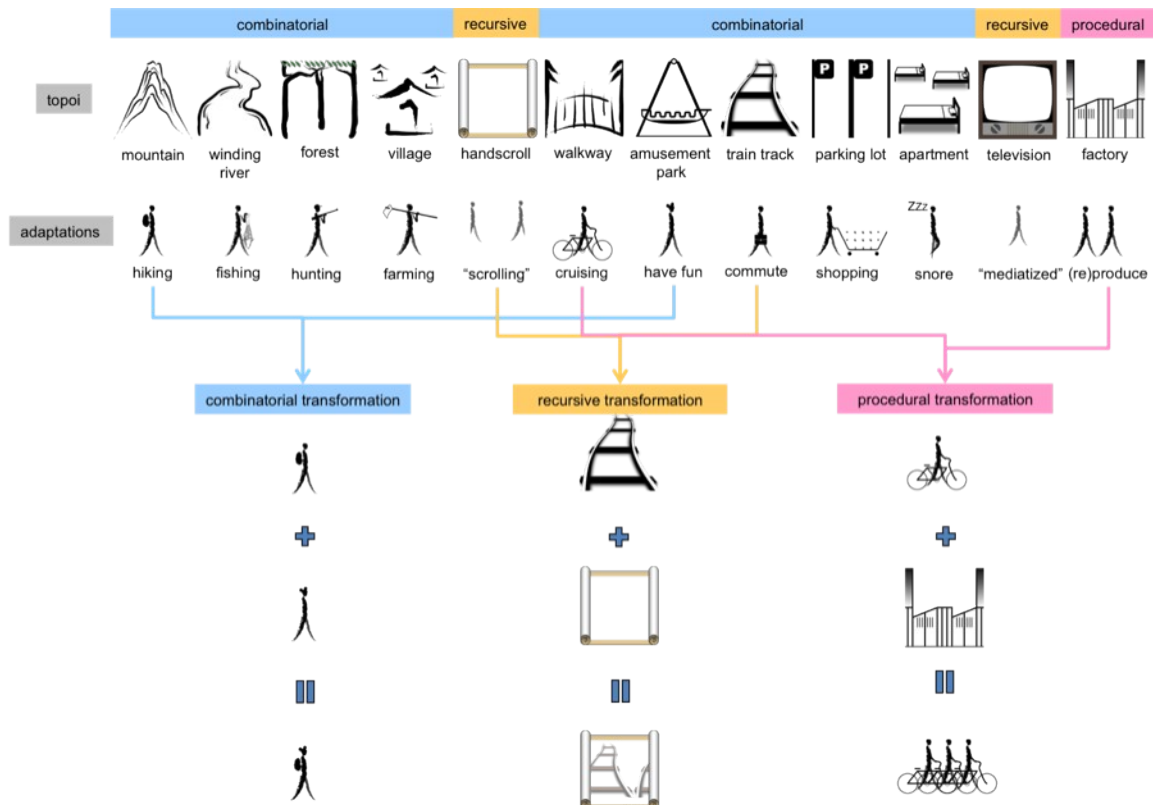 combinatorial recursive combinatorial recursive procedural
topoi
P P
mountain winding river forest village handscroll walkway amusement park train track parking lot apartment television factory
adaptations
ZZZ
hiking fishing hunting farming “scrolling” cruising have fun commute shopping snore “mediatized” (re)produce
combinatorial transformation recursive transformation procedural transformation